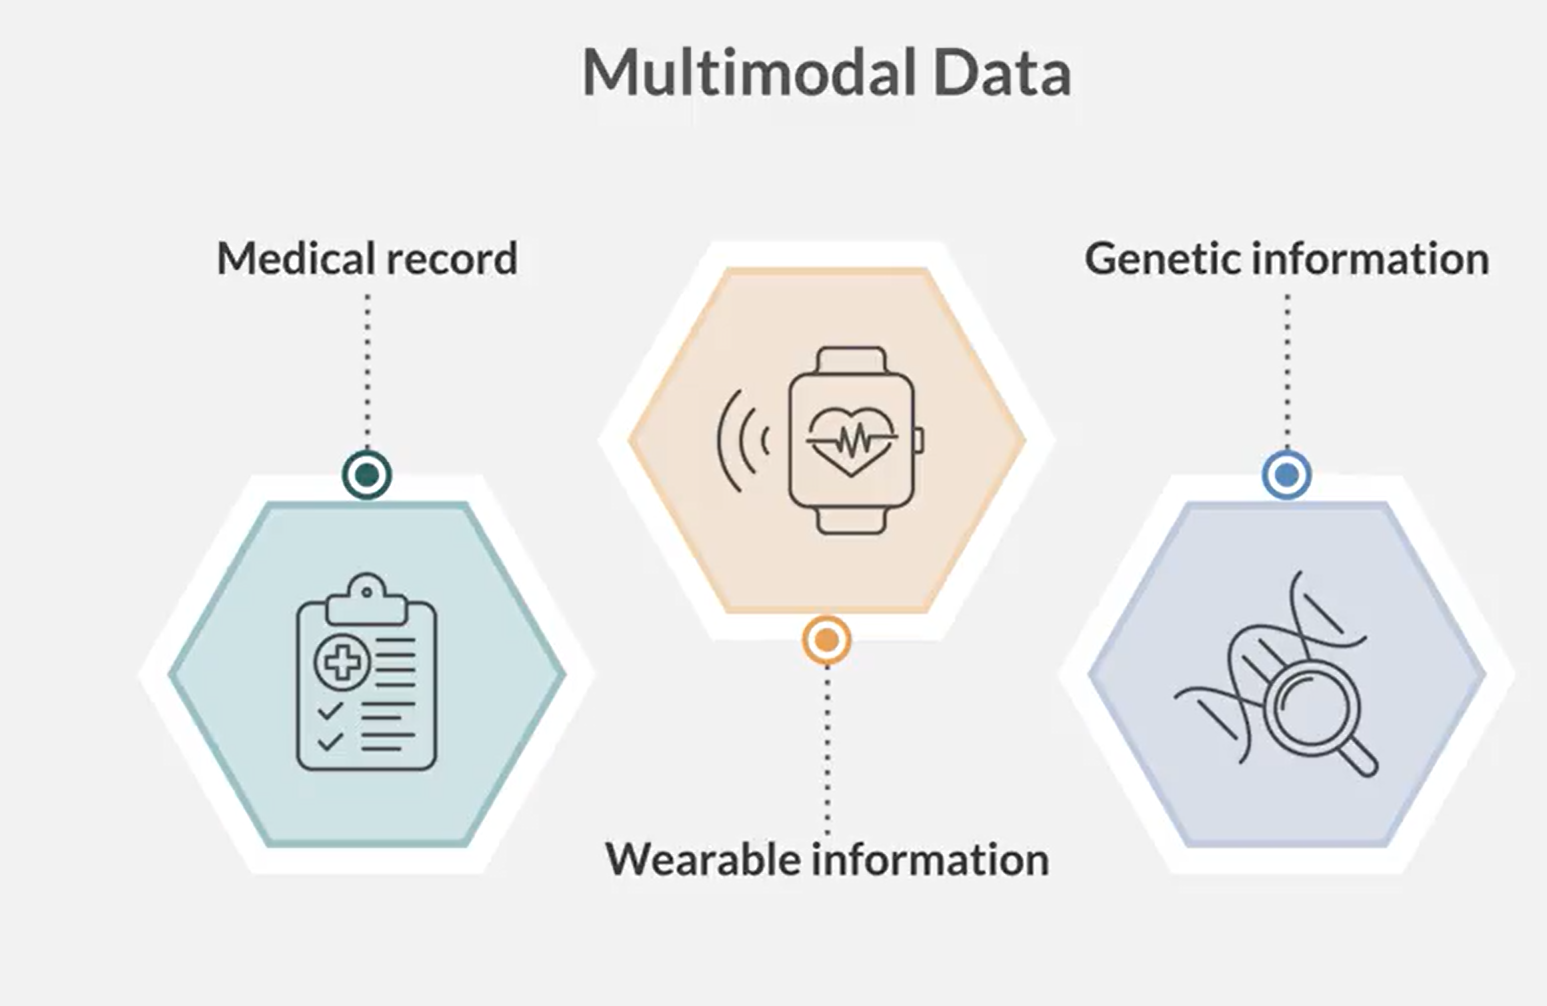 Multimodal Data
Medical record
Genetic information
Wearable information